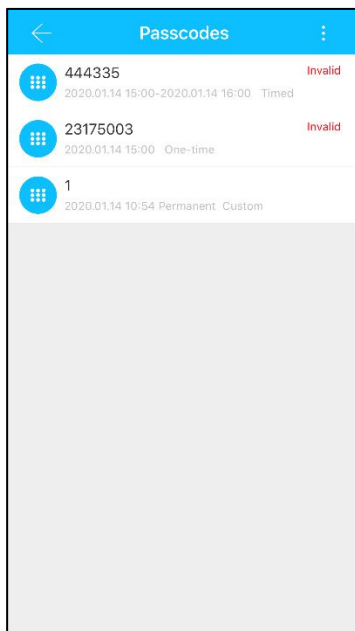 Passcodes
444335 Invalid
2020.01.14 15:00-2020.01.14 16:00 Timed
23175003 Invalid
2020.01.14 15:00 One-time
1
2020.01.14 10:54 Permanent Custom